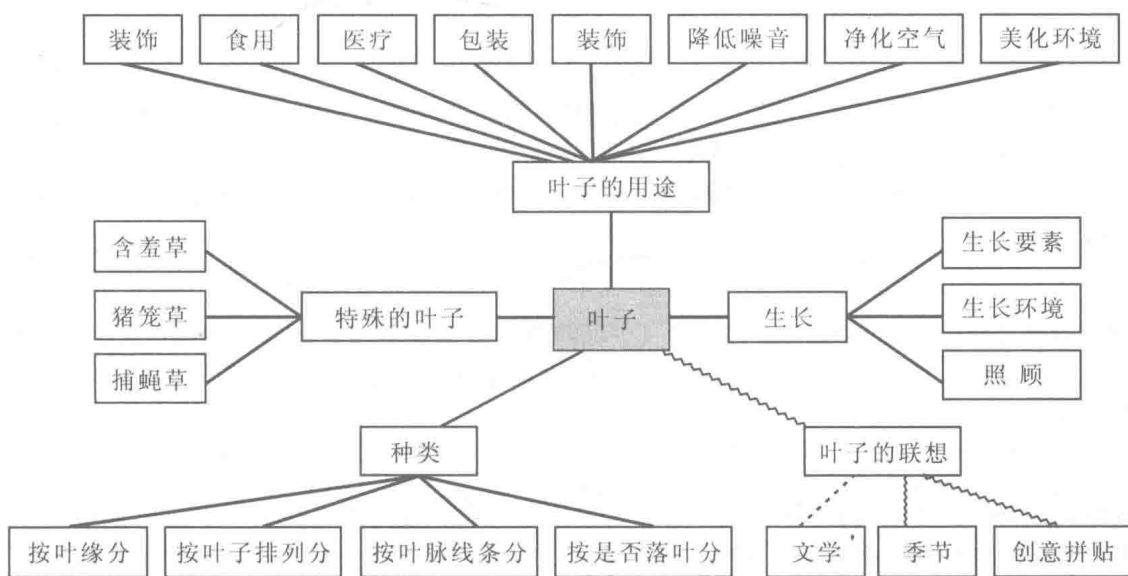 装饰 食用 医疗 包装 装饰 降低噪音 净化空气 美化环境
叶子的用途
含羞草 生长要素
猪笼草 特殊的叶子 叶子 生长 生长环境
捕蝇草 照顾
种类 叶子的联想
按叶缘分 按叶子排列分 按叶脉线条分 按是否落叶分 文学 季节 创意拼贴